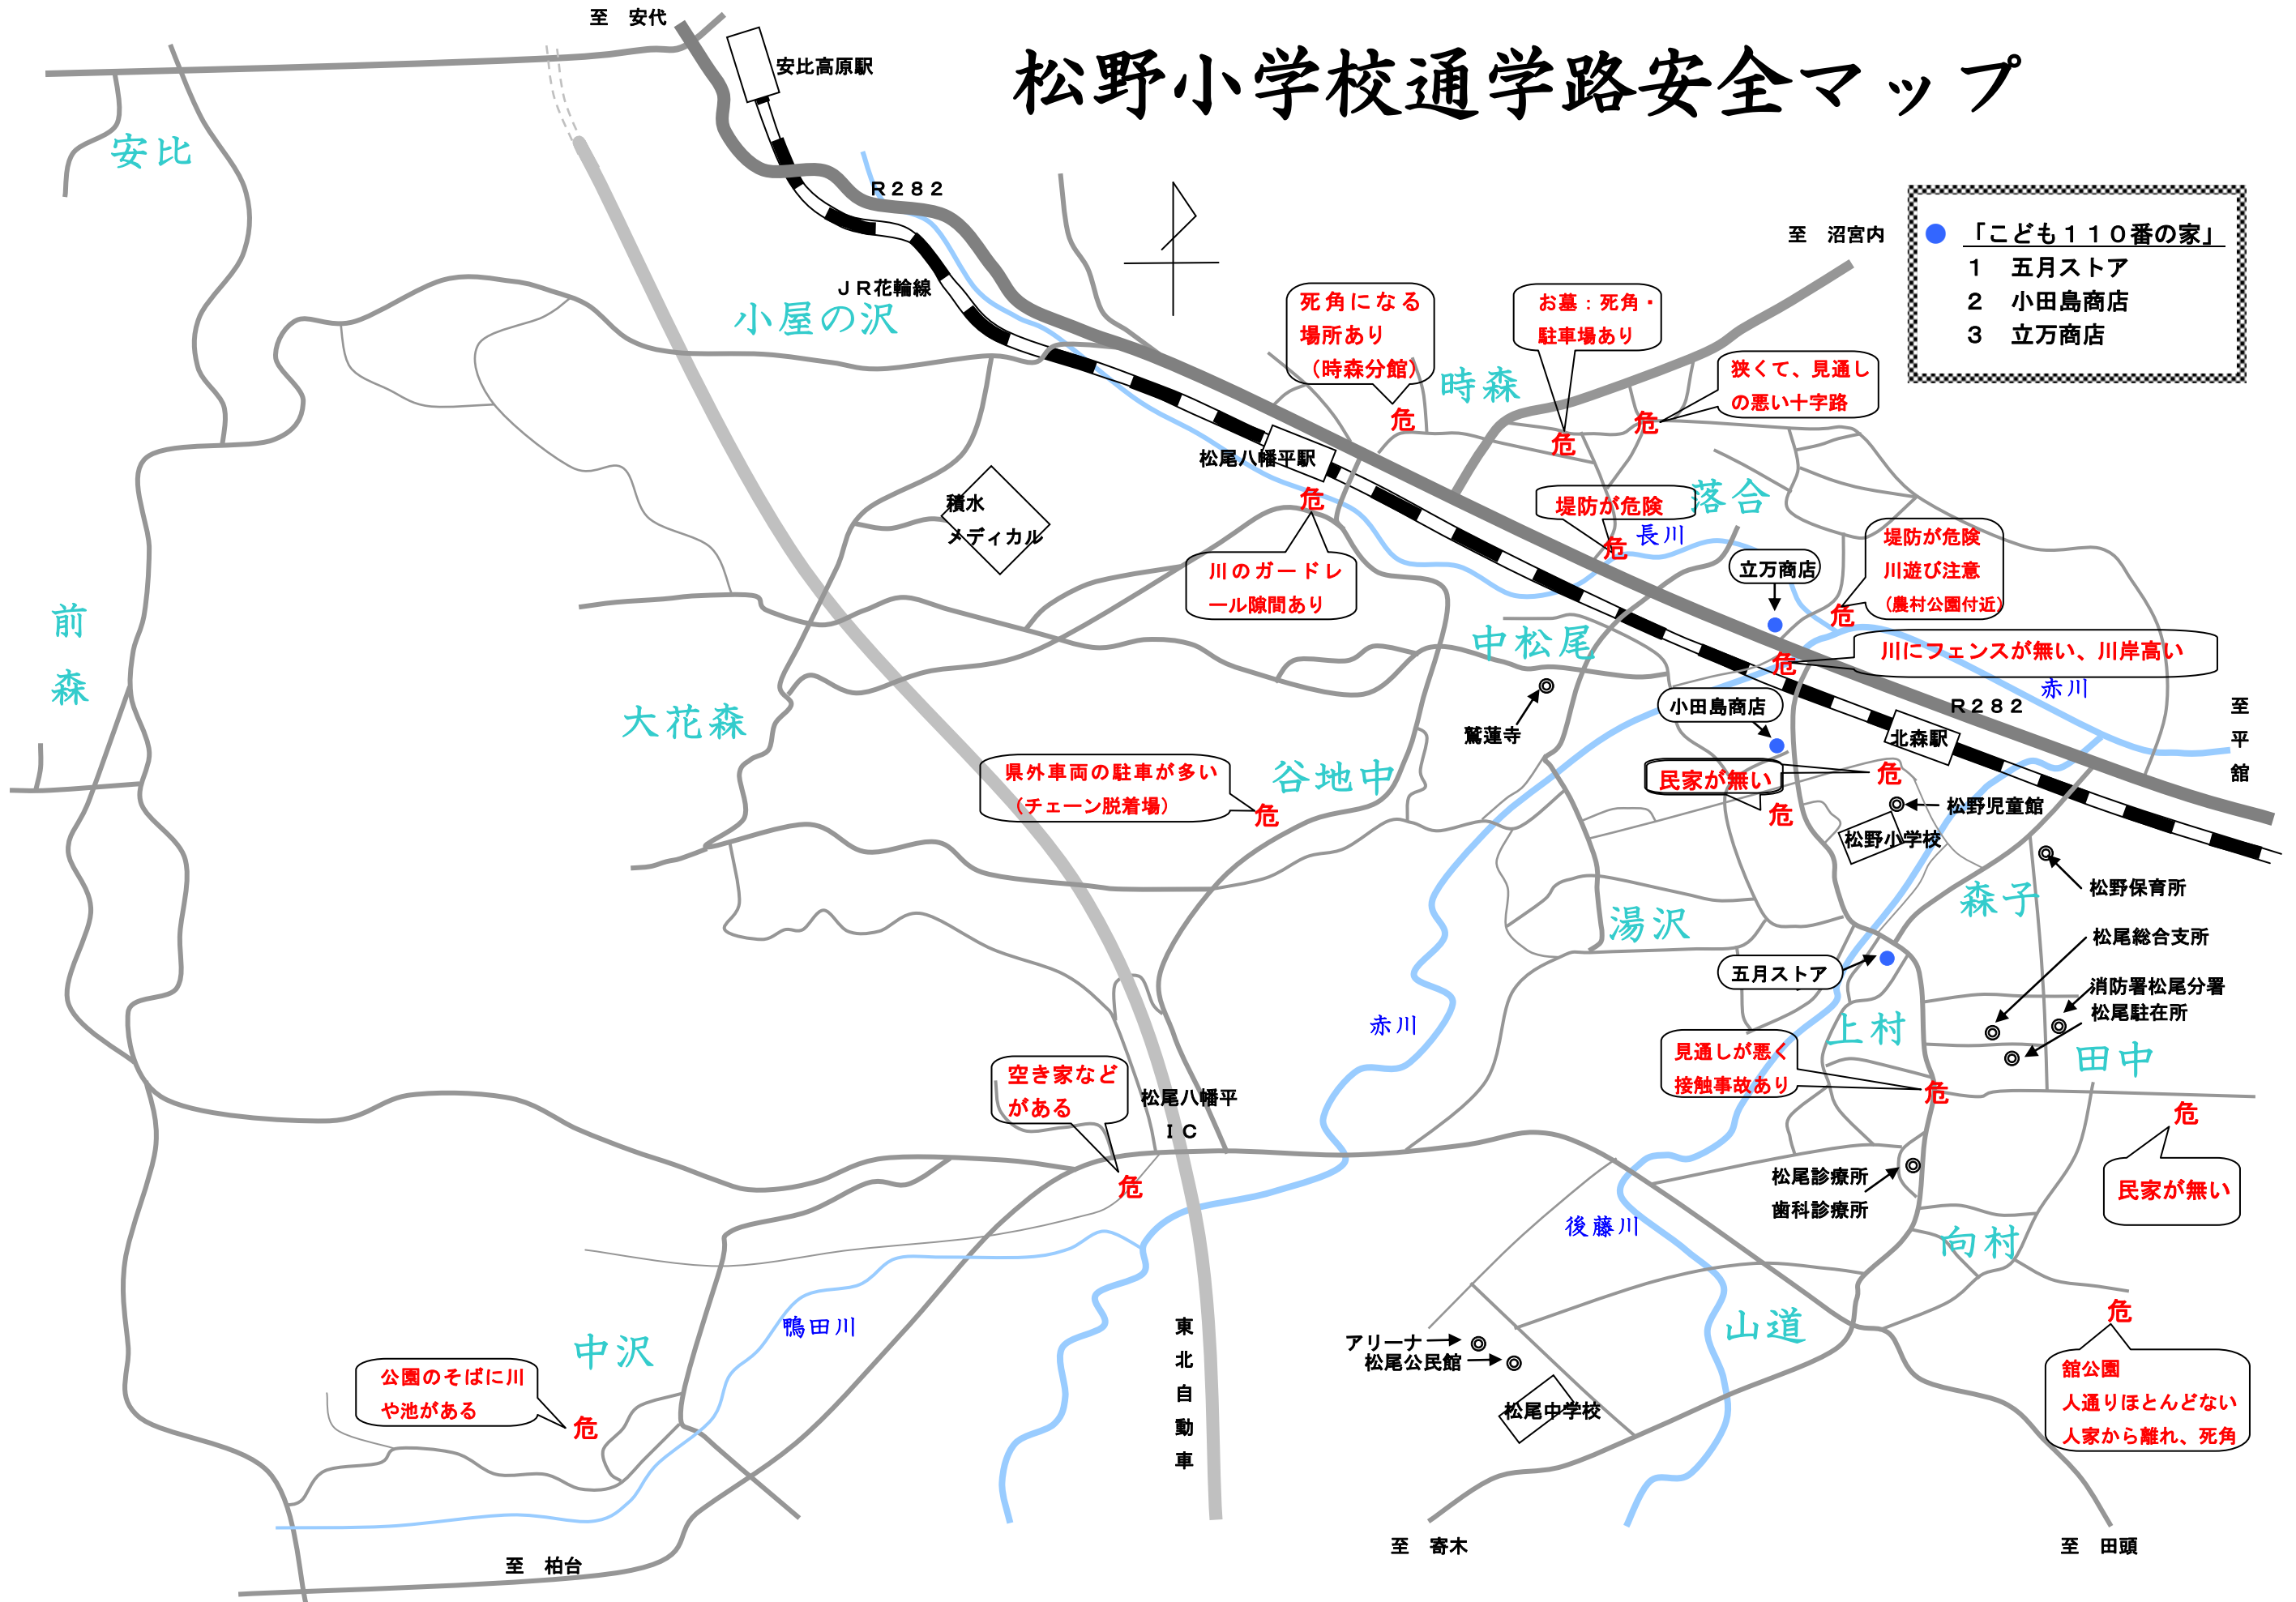 松野小学校通学路安全マップ
至　安代
安比高原駅
安比
Ｒ２８２
ＪＲ花輪線
小屋の沢
至　沼宮内
「こども１１０番の家」
１　五月ストア
２　小田島商店
３　立万商店
死角になる
場所あり
（時森分館）
危
お墓：死角・
駐車場あり
危
時森
狭くて、見通し
の悪い十字路
危
松尾八幡平駅
危
川のガードレ
ール隙間あり
積水
メディカル
堤防が危険
危
長川
落合
立万商店
堤防が危険
川遊び注意
（農村公園付近）
危
川にフェンスが無い、川岸高い
危
赤川
Ｒ２８２
至
平
舘
前
森
大花森
中松尾
鷲蓮寺
小田島商店
北森駅
谷地中
県外車両の駐車が多い
（チェーン脱着場）
危
民家が無い
危
危
松野児童館
松野小学校
松野保育所
森子
湯沢
松尾総合支所
五月ストア
消防署松尾分署
松尾駐在所
赤川
上村
田中
見通しが悪く
接触事故あり
危
空き家など
がある
危
松尾八幡平
ＩＣ
危
民家が無い
松尾診療所
歯科診療所
後藤川
向村
鴨田川
中沢
公園のそばに川
や池がある
危
東
北
自
動
車
山道
アリーナ
松尾公民館
松尾中学校
危
舘公園
人通りほとんどない
人家から離れ、死角
至　柏台
至　寄木
至　田頭